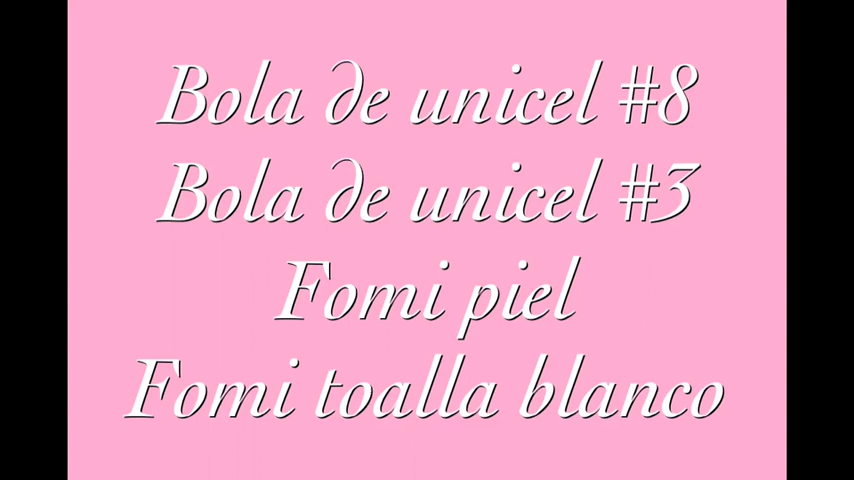 Bola de unicel #8
Bola de unicel #3
Fomi piel
Fomi toalla blanco